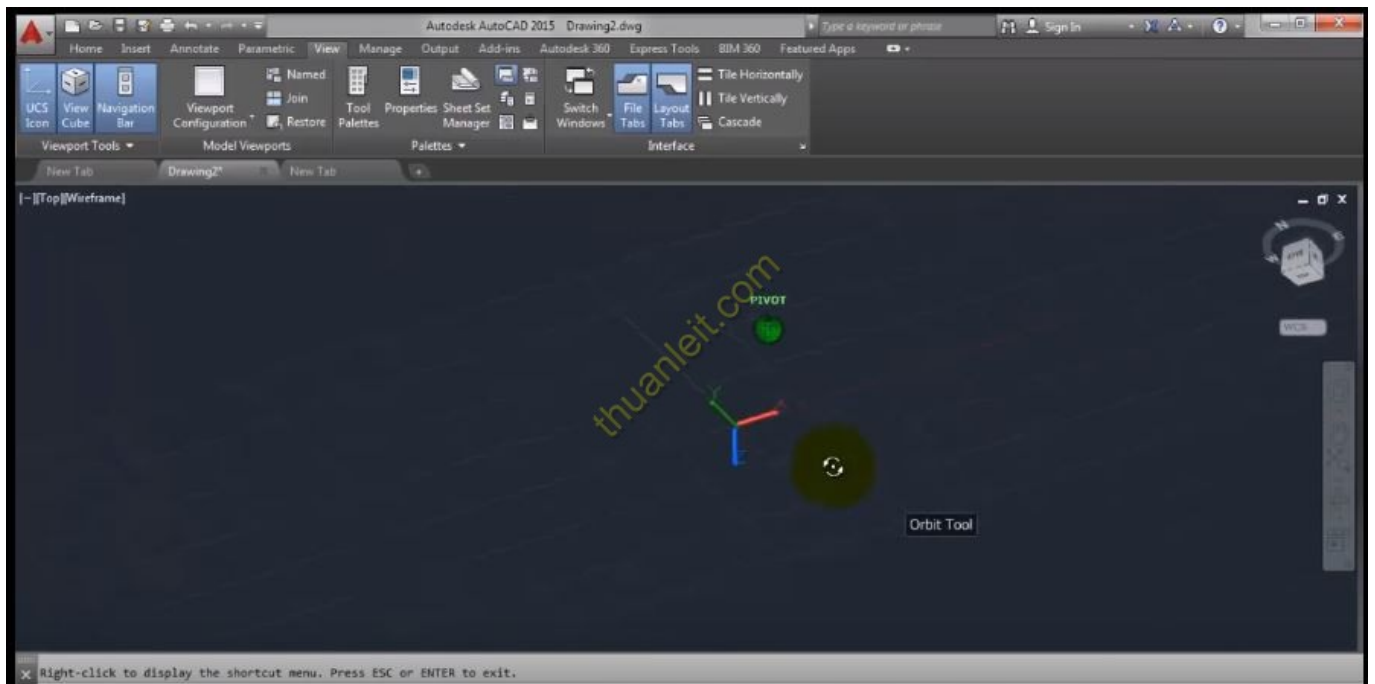 Autodesk AutoCAD 2015 Drawing2.dwg
Type a keyword or phrase
Sign In
Home Insert Annotate Parametric View Manage Output Add-ins Autodesk 360 Express Tools BIM 360 Featured Apps
UCS Icon
View Cube
Navigation Bar
Viewport Configuration
Named
Join
Restore
Tool Palettes
Properties
Sheet Set Manager
Switch Windows
File Tabs
Layout Tabs
Tile Horizontally
Tile Vertically
Cascade
Viewport Tools
Model Viewports
Palettes
Interface
New Tab
Drawing2*
New Tab
[−][Top][Wireframe]
PIVOT
thuanleit.com
WCS
Orbit Tool
Right-click to display the shortcut menu. Press ESC or ENTER to exit.